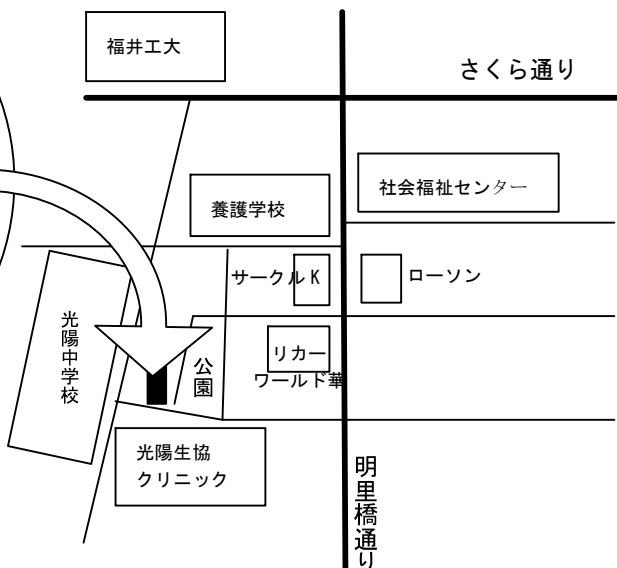 福井工大
さくら通り
社会福祉センター
養護学校
サークルK
ローソン
光陽中学校
公園
リカー
ワールド華
光陽生協
クリニック
明里橋通り